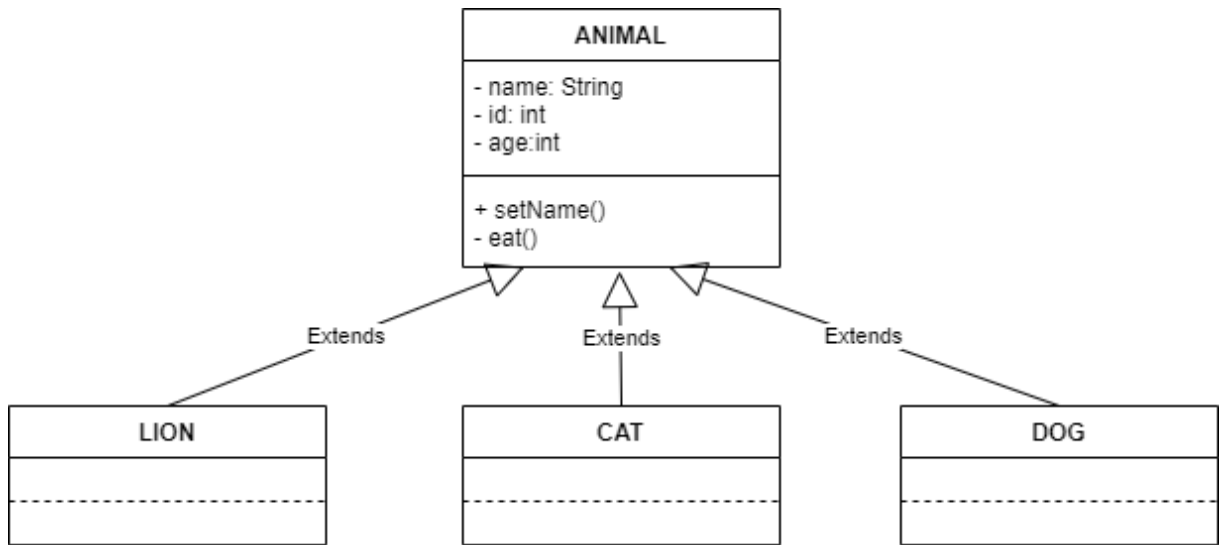 ANIMAL
- name: String
- id: int
- age:int
+ setName()
- eat()
Extends
Extends
Extends
LION
CAT
DOG